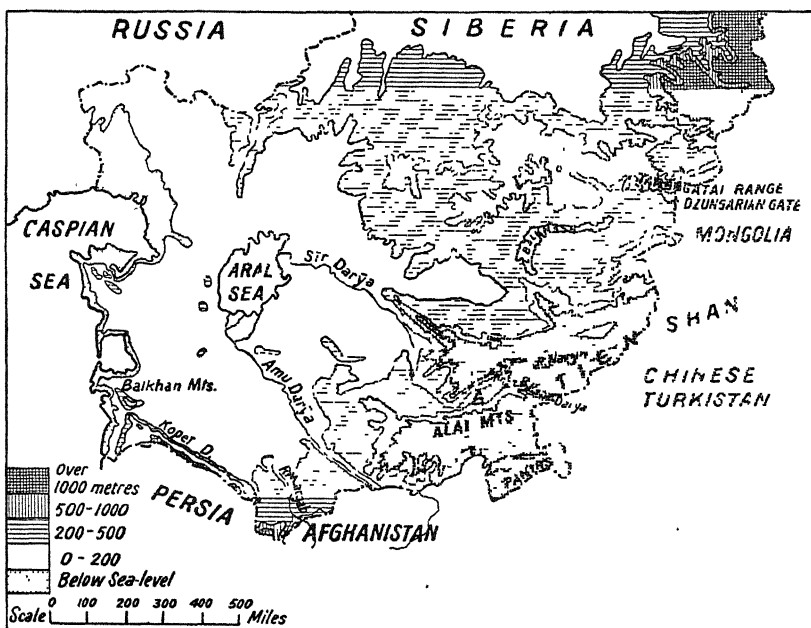 RUSSIA
SIBERIA
CASPIAN
SEA
ARAL
SEA
Sir Darya
Amu Darya
ALTAI RANGE
DZUNGARIAN GATE
MONGOLIA
TIEN SHAN
CHINESE
TURKISTAN
Balkhan Mts.
Kopet D.
ALAI MTS
PAMIRS
PERSIA
AFGHANISTAN
Over
1000 metres
500-1000
200-500
0-200
Below Sea-level
Scale 0 100 200 300 400 500 Miles